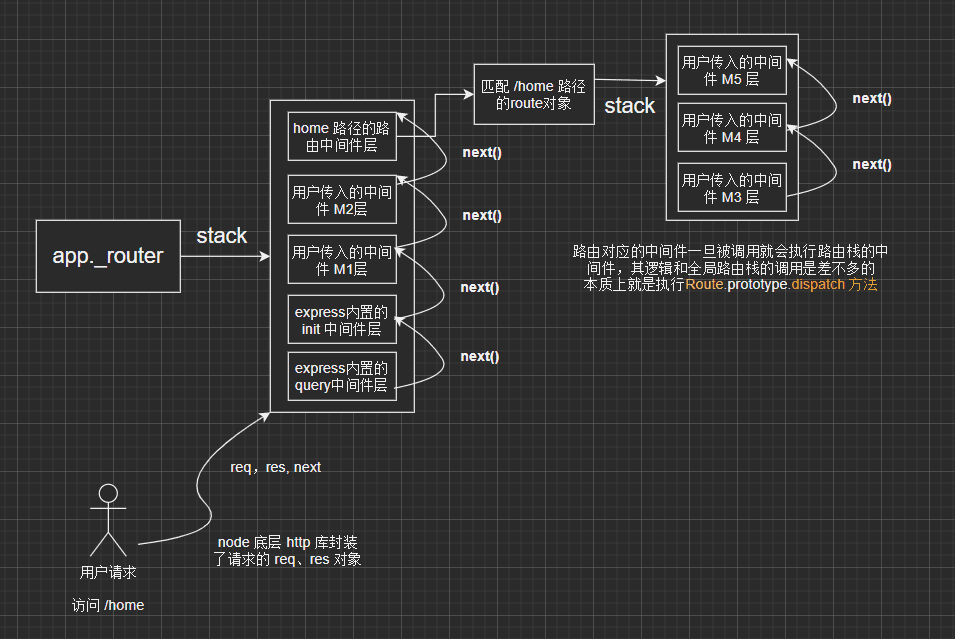 app._router
stack
home 路径的路
由中间件层
用户传入的中间
件 M2层
用户传入的中间
件 M1层
express内置的
init 中间件层
express内置的
query中间件层
next()
next()
next()
next()
匹配 /home 路径
的route对象
stack
用户传入的中间
件 M5 层
用户传入的中间
件 M4 层
用户传入的中间
件 M3 层
next()
next()
路由对应的中间件一旦被调用就会执行路由栈的中
间件，其逻辑和全局路由栈的调用是差不多的
本质上就是执行Route.prototype.dispatch 方法
req，res, next
node 底层 http 库封装
了请求的 req、res 对象
用户请求
访问 /home